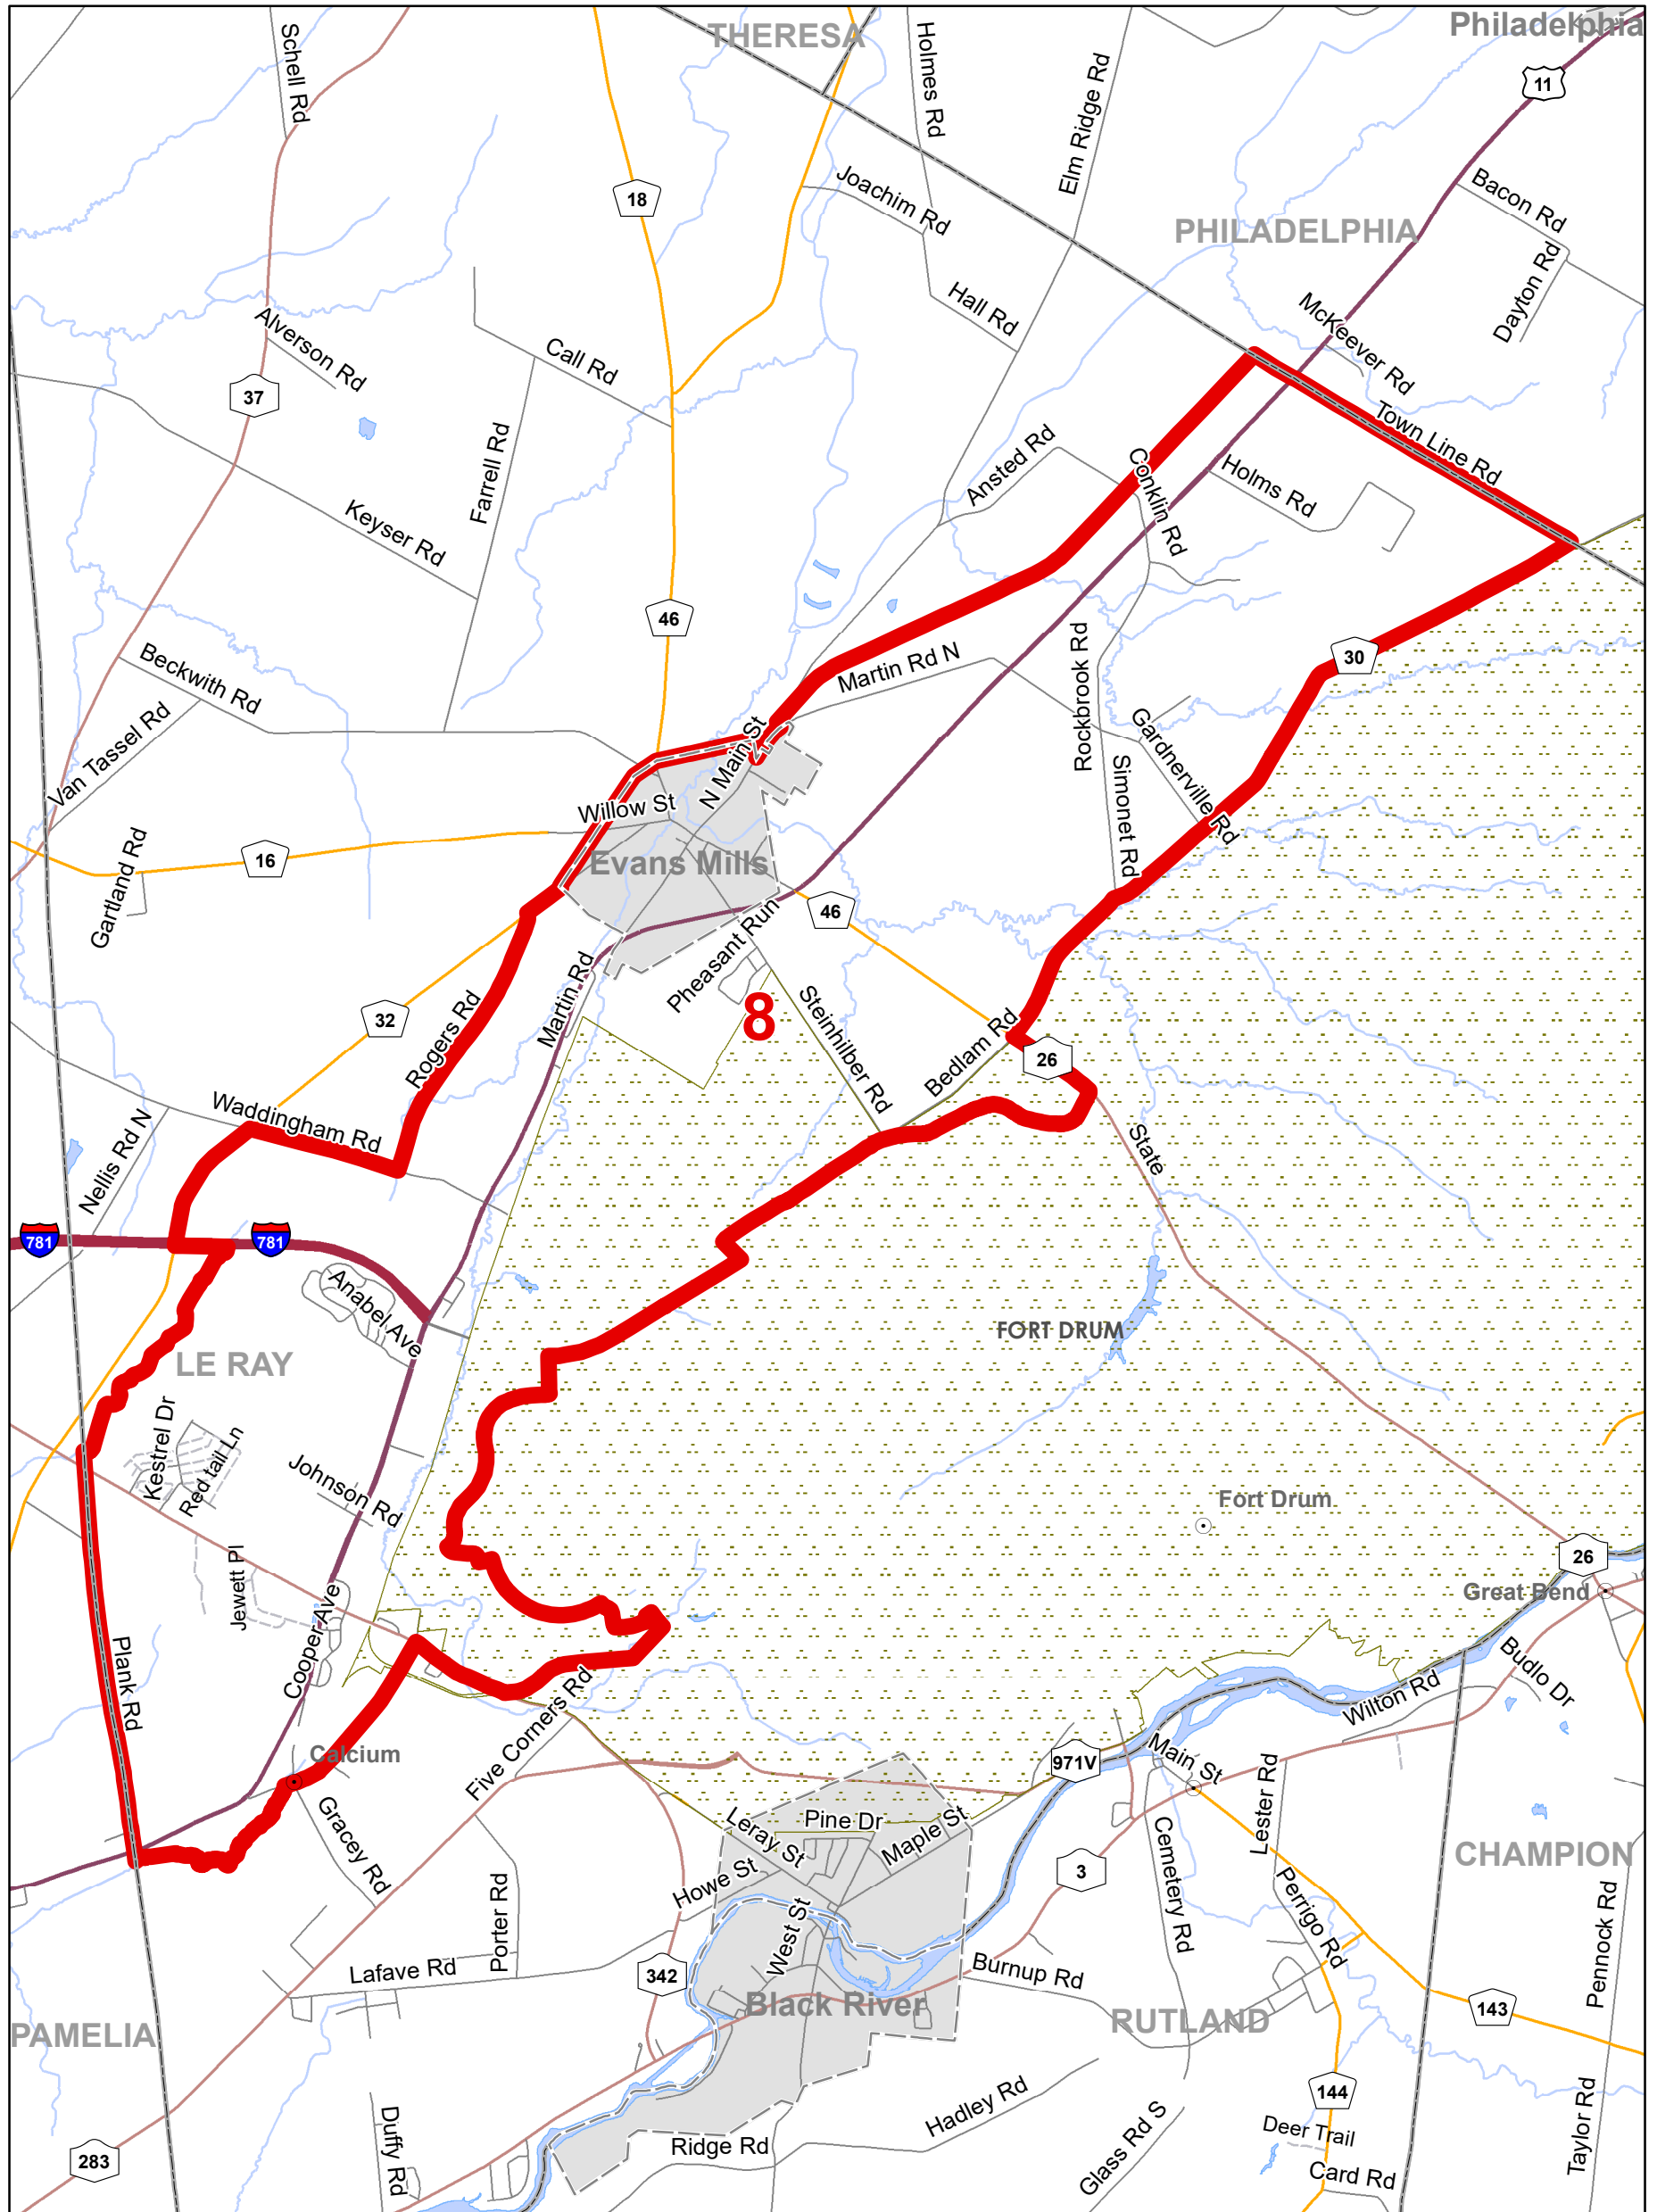 THERESA
Philadelphia
Schell Rd
Holmes Rd
Elm Ridge Rd
11
18
Joachim Rd
Bacon Rd
PHILADELPHIA
Dayton Rd
Hall Rd
McKeever Rd
Alverson Rd
Call Rd
37
Town Line Rd
Farrell Rd
Ansted Rd
Conklin Rd
Holms Rd
Keyser Rd
46
Rockbrook Rd
30
Martin Rd N
Beckwith Rd
Van Tassel Rd
Gardnerville Rd
N Main St
Simonet Rd
Willow St
Gartland Rd
16
Evans Mills
46
Pheasant Run
Martin Rd
8
Steinhilber Rd
32
Rogers Rd
Bedlam Rd
26
Waddingham Rd
Nellis Rd N
State
781
781
Anabel Ave
FORT DRUM
LE RAY
Kestrel Dr
Red tail Ln
Johnson Rd
Fort Drum
Jewett Pl
26
Great Bend
Cooper Ave
Plank Rd
Budlo Dr
Five Corners Rd
Wilton Rd
Calcium
971V
Main St
Gracey Rd
Leray St
Pine Dr
Maple St
Lester Rd
Cemetery Rd
CHAMPION
3
Howe St
Perrigo Rd
Porter Rd
West St
Pennock Rd
Lafave Rd
342
Burnup Rd
Black River
143
PAMELIA
RUTLAND
144
Hadley Rd
Duffy Rd
Glass Rd S
Deer Trail
Taylor Rd
Ridge Rd
283
Card Rd